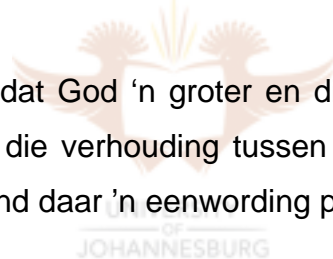 dat God ‘n groter en d
die verhouding tussen
nd daar ‘n eenwording p
UNIVERSITY
OF
JOHANNESBURG